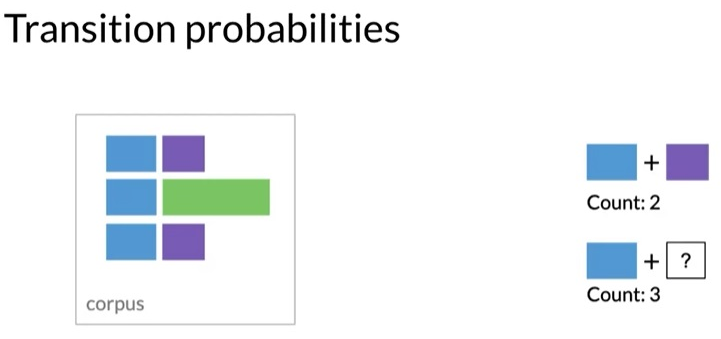 Transition probabilities
corpus
+
Count: 2
+ ?
Count: 3